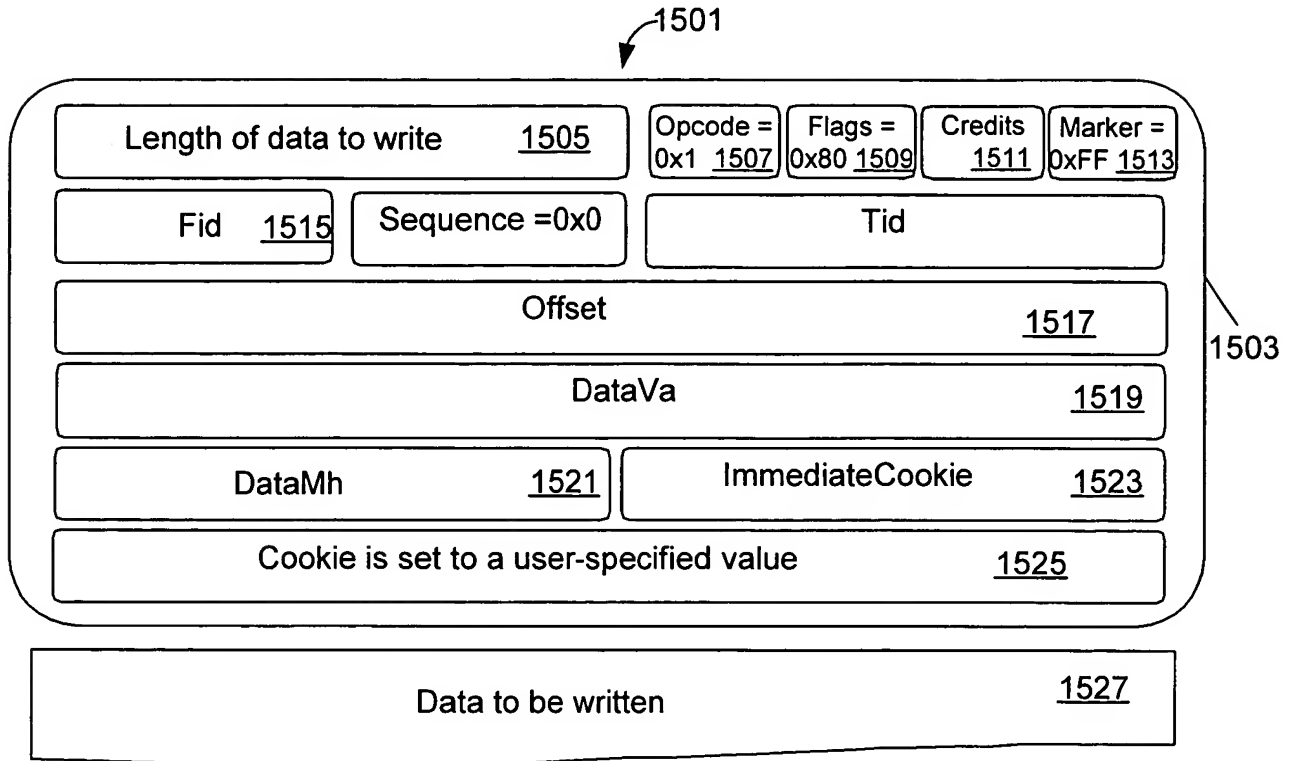 1501
Length of data to write 1505
Opcode =
0x1 1507
Flags =
0x80 1509
Credits
1511
Marker =
0xFF 1513
Fid 1515
Sequence =0x0
Tid
Offset 1517
1503
DataVa 1519
DataMh 1521
ImmediateCookie 1523
Cookie is set to a user-specified value 1525
Data to be written 1527